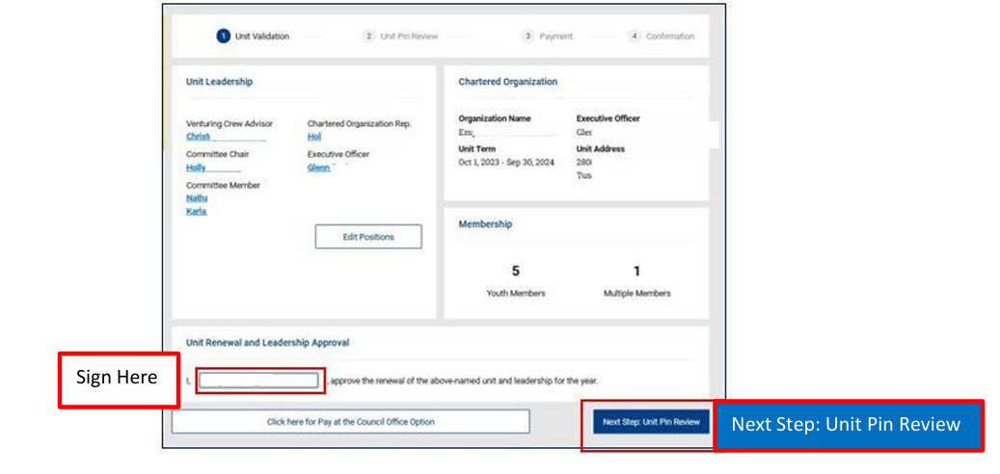 1 Unit Validation 2 Unit Pin Review 3 Payment 4 Confirmation
Unit Leadership
Venturing Crew Advisor Chartered Organization Rep.
Christi Hol
Committee Chair Executive Officer
Holly Glenn
Committee Member
Natha
Karla
Edit Positions
Chartered Organization
Organization Name Executive Officer
Em Glen
Unit Term Unit Address
Oct 1, 2023 - Sep 30, 2024 280
Tus
Membership
5 1
Youth Members Multiple Members
Unit Renewal and Leadership Approval
Sign Here
I, , approve the renewal of the above-named unit and leadership for the year.
Click here for Pay at the Council Office Option
Next Step: Unit Pin Review
Next Step: Unit Pin Review